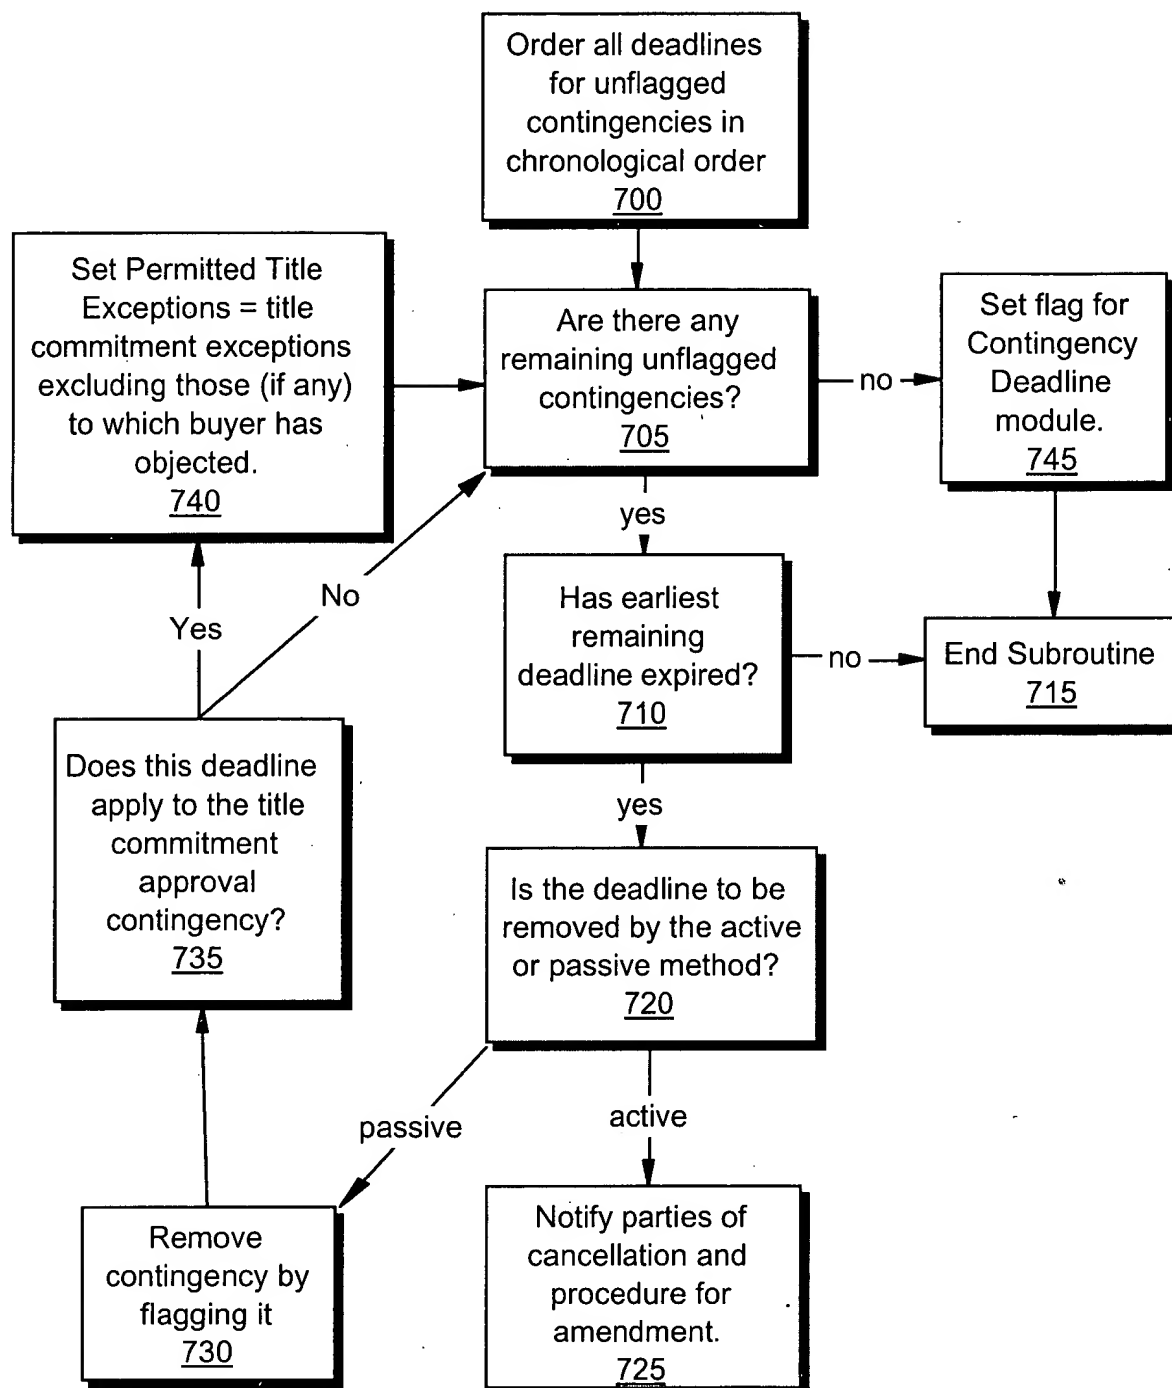 Order all deadlines
for unflagged
contingencies in
chronological order
700
Set Permitted Title
Exceptions = title
commitment exceptions
excluding those (if any)
to which buyer has
objected.
740
Are there any
remaining unflagged
contingencies?
705
no
Set flag for
Contingency
Deadline
module.
745
yes
No
Yes
Has earliest
remaining
deadline expired?
710
no
End Subroutine
715
Does this deadline
apply to the title
commitment
approval
contingency?
735
yes
Is the deadline to be
removed by the active
or passive method?
720
passive
active
Remove
contingency by
flagging it
730
Notify parties of
cancellation and
procedure for
amendment.
725